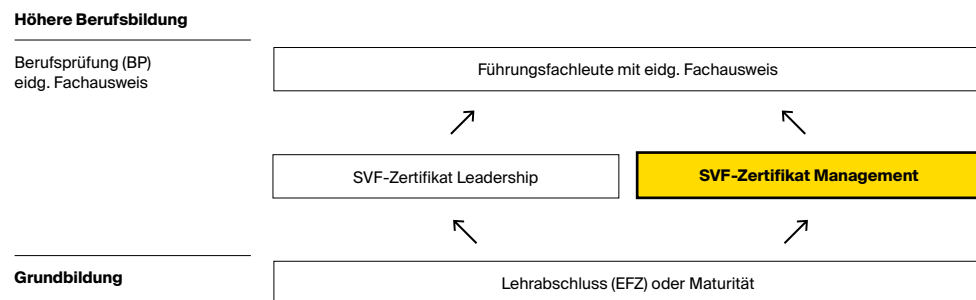 Höhere Berufsbildung
Berufsprüfung (BP)
eidg. Fachausweis
Führungsfachleute mit eidg. Fachausweis
SVF-Zertifikat Leadership
SVF-Zertifikat Management
Grundbildung
Lehrabschluss (EFZ) oder Maturität